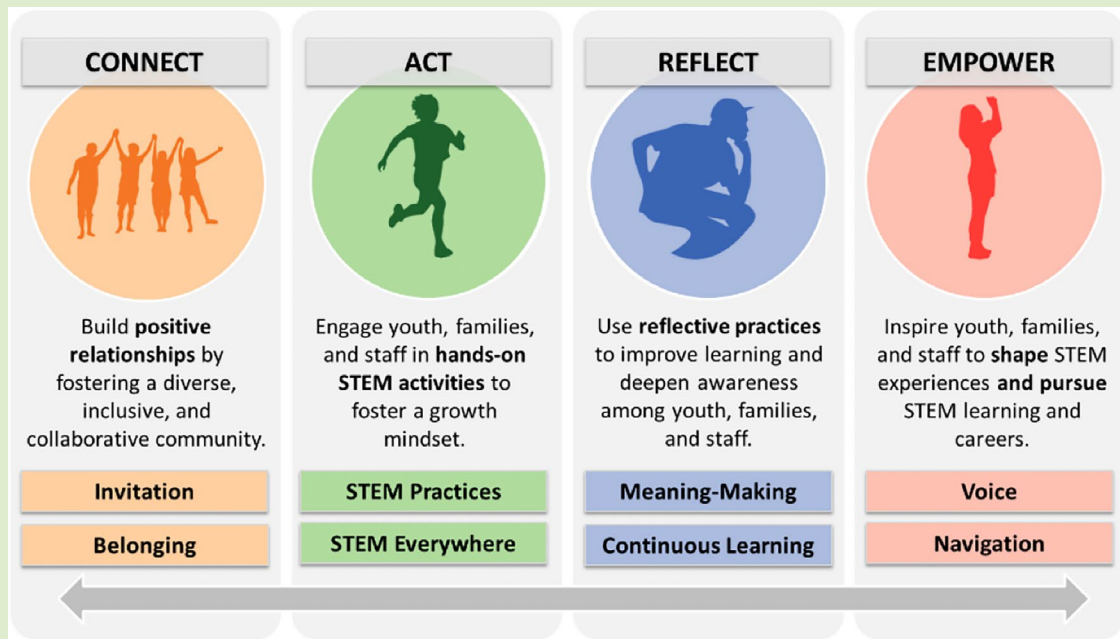 CONNECT
Build positive
relationships by
fostering a diverse,
inclusive, and
collaborative community.
Invitation
Belonging
ACT
Engage youth, families,
and staff in hands-on
STEM activities to
foster a growth
mindset.
STEM Practices
STEM Everywhere
REFLECT
Use reflective practices
to improve learning and
deepen awareness
among youth, families,
and staff.
Meaning-Making
Continuous Learning
EMPOWER
Inspire youth, families,
and staff to shape STEM
experiences and pursue
STEM learning and
careers.
Voice
Navigation